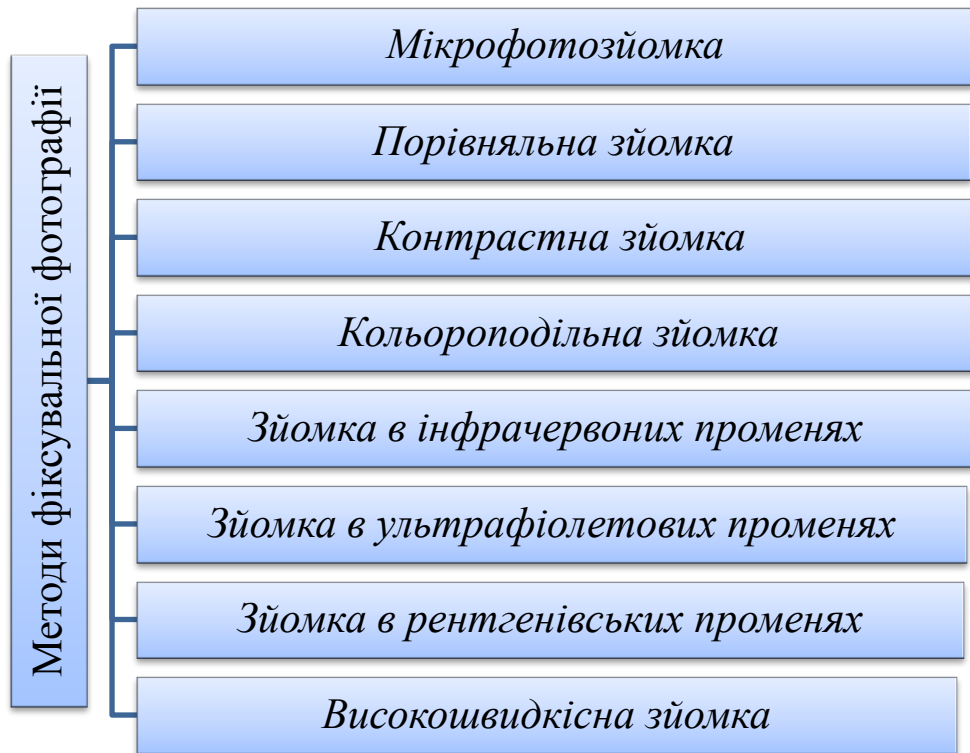 Методи фіксувальної фотографії
Мікрофотозйомка
Порівняльна зйомка
Контрастна зйомка
Кольороподільна зйомка
Зйомка в інфрачервоних променях
Зйомка в ультрафіолетових променях
Зйомка в рентгенівських променях
Високошвидкісна зйомка